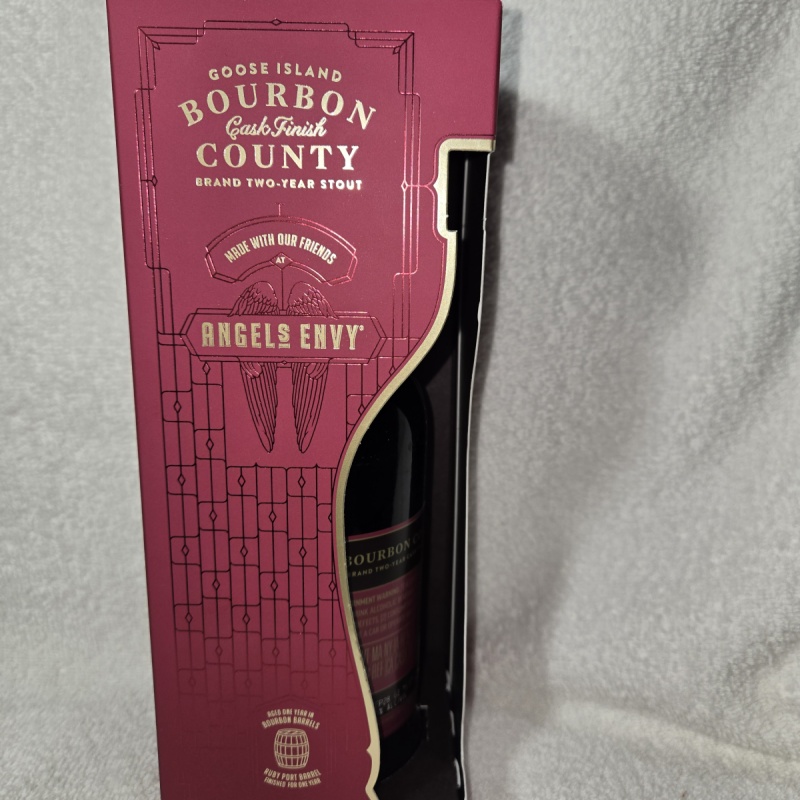 GOOSE ISLAND
BOURBON
Cask Finish
COUNTY
BRAND TWO-YEAR STOUT
MADE WITH OUR FRIENDS
AT
ANGELS ENVY®
BOURBON C
BRAND TWO-YEAR
AGED ONE YEAR IN
BOURBON BARRELS
RUBY PORT BARREL
FINISHED FOR ONE YEAR